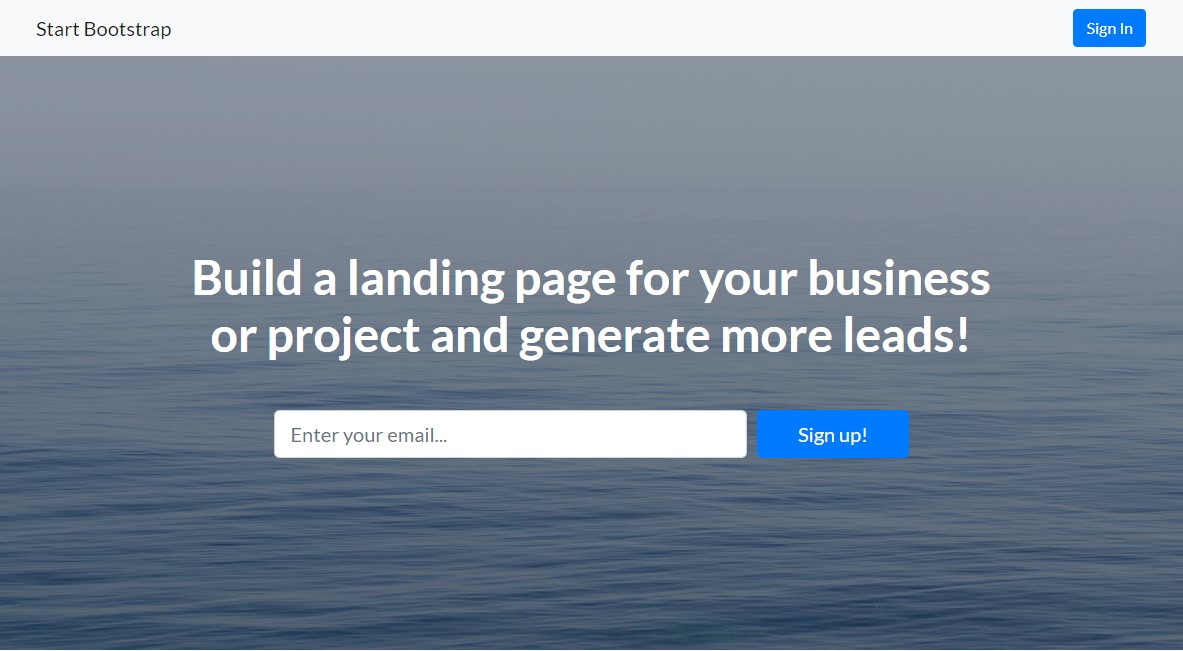 Start Bootstrap
Sign In
Build a landing page for your business
or project and generate more leads!
Enter your email...
Sign up!